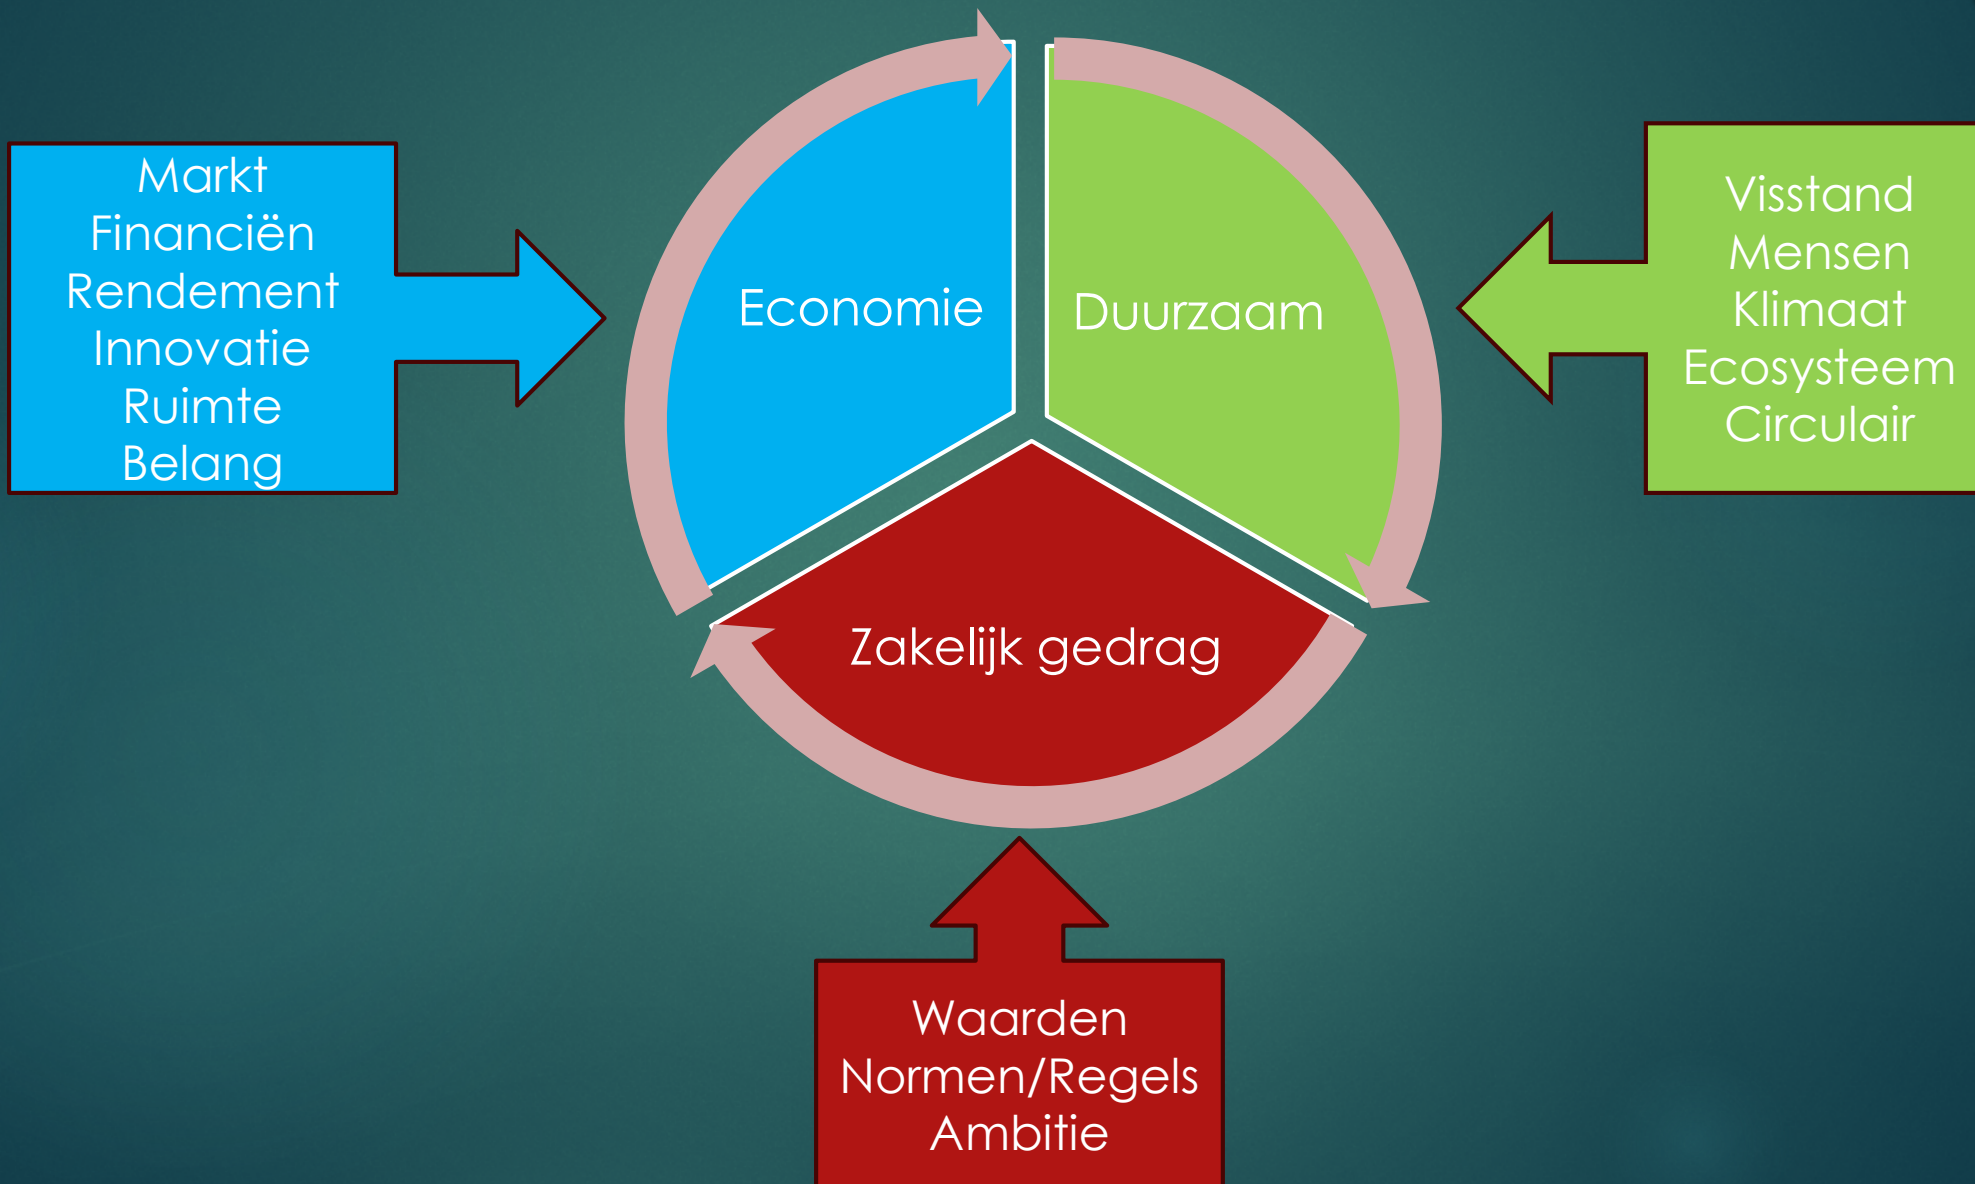 Markt
Financiën
Rendement
Innovatie
Ruimte
Belang
Economie
Duurzaam
Zakelijk gedrag
Visstand
Mensen
Klimaat
Ecosysteem
Circulair
Waarden
Normen/Regels
Ambitie